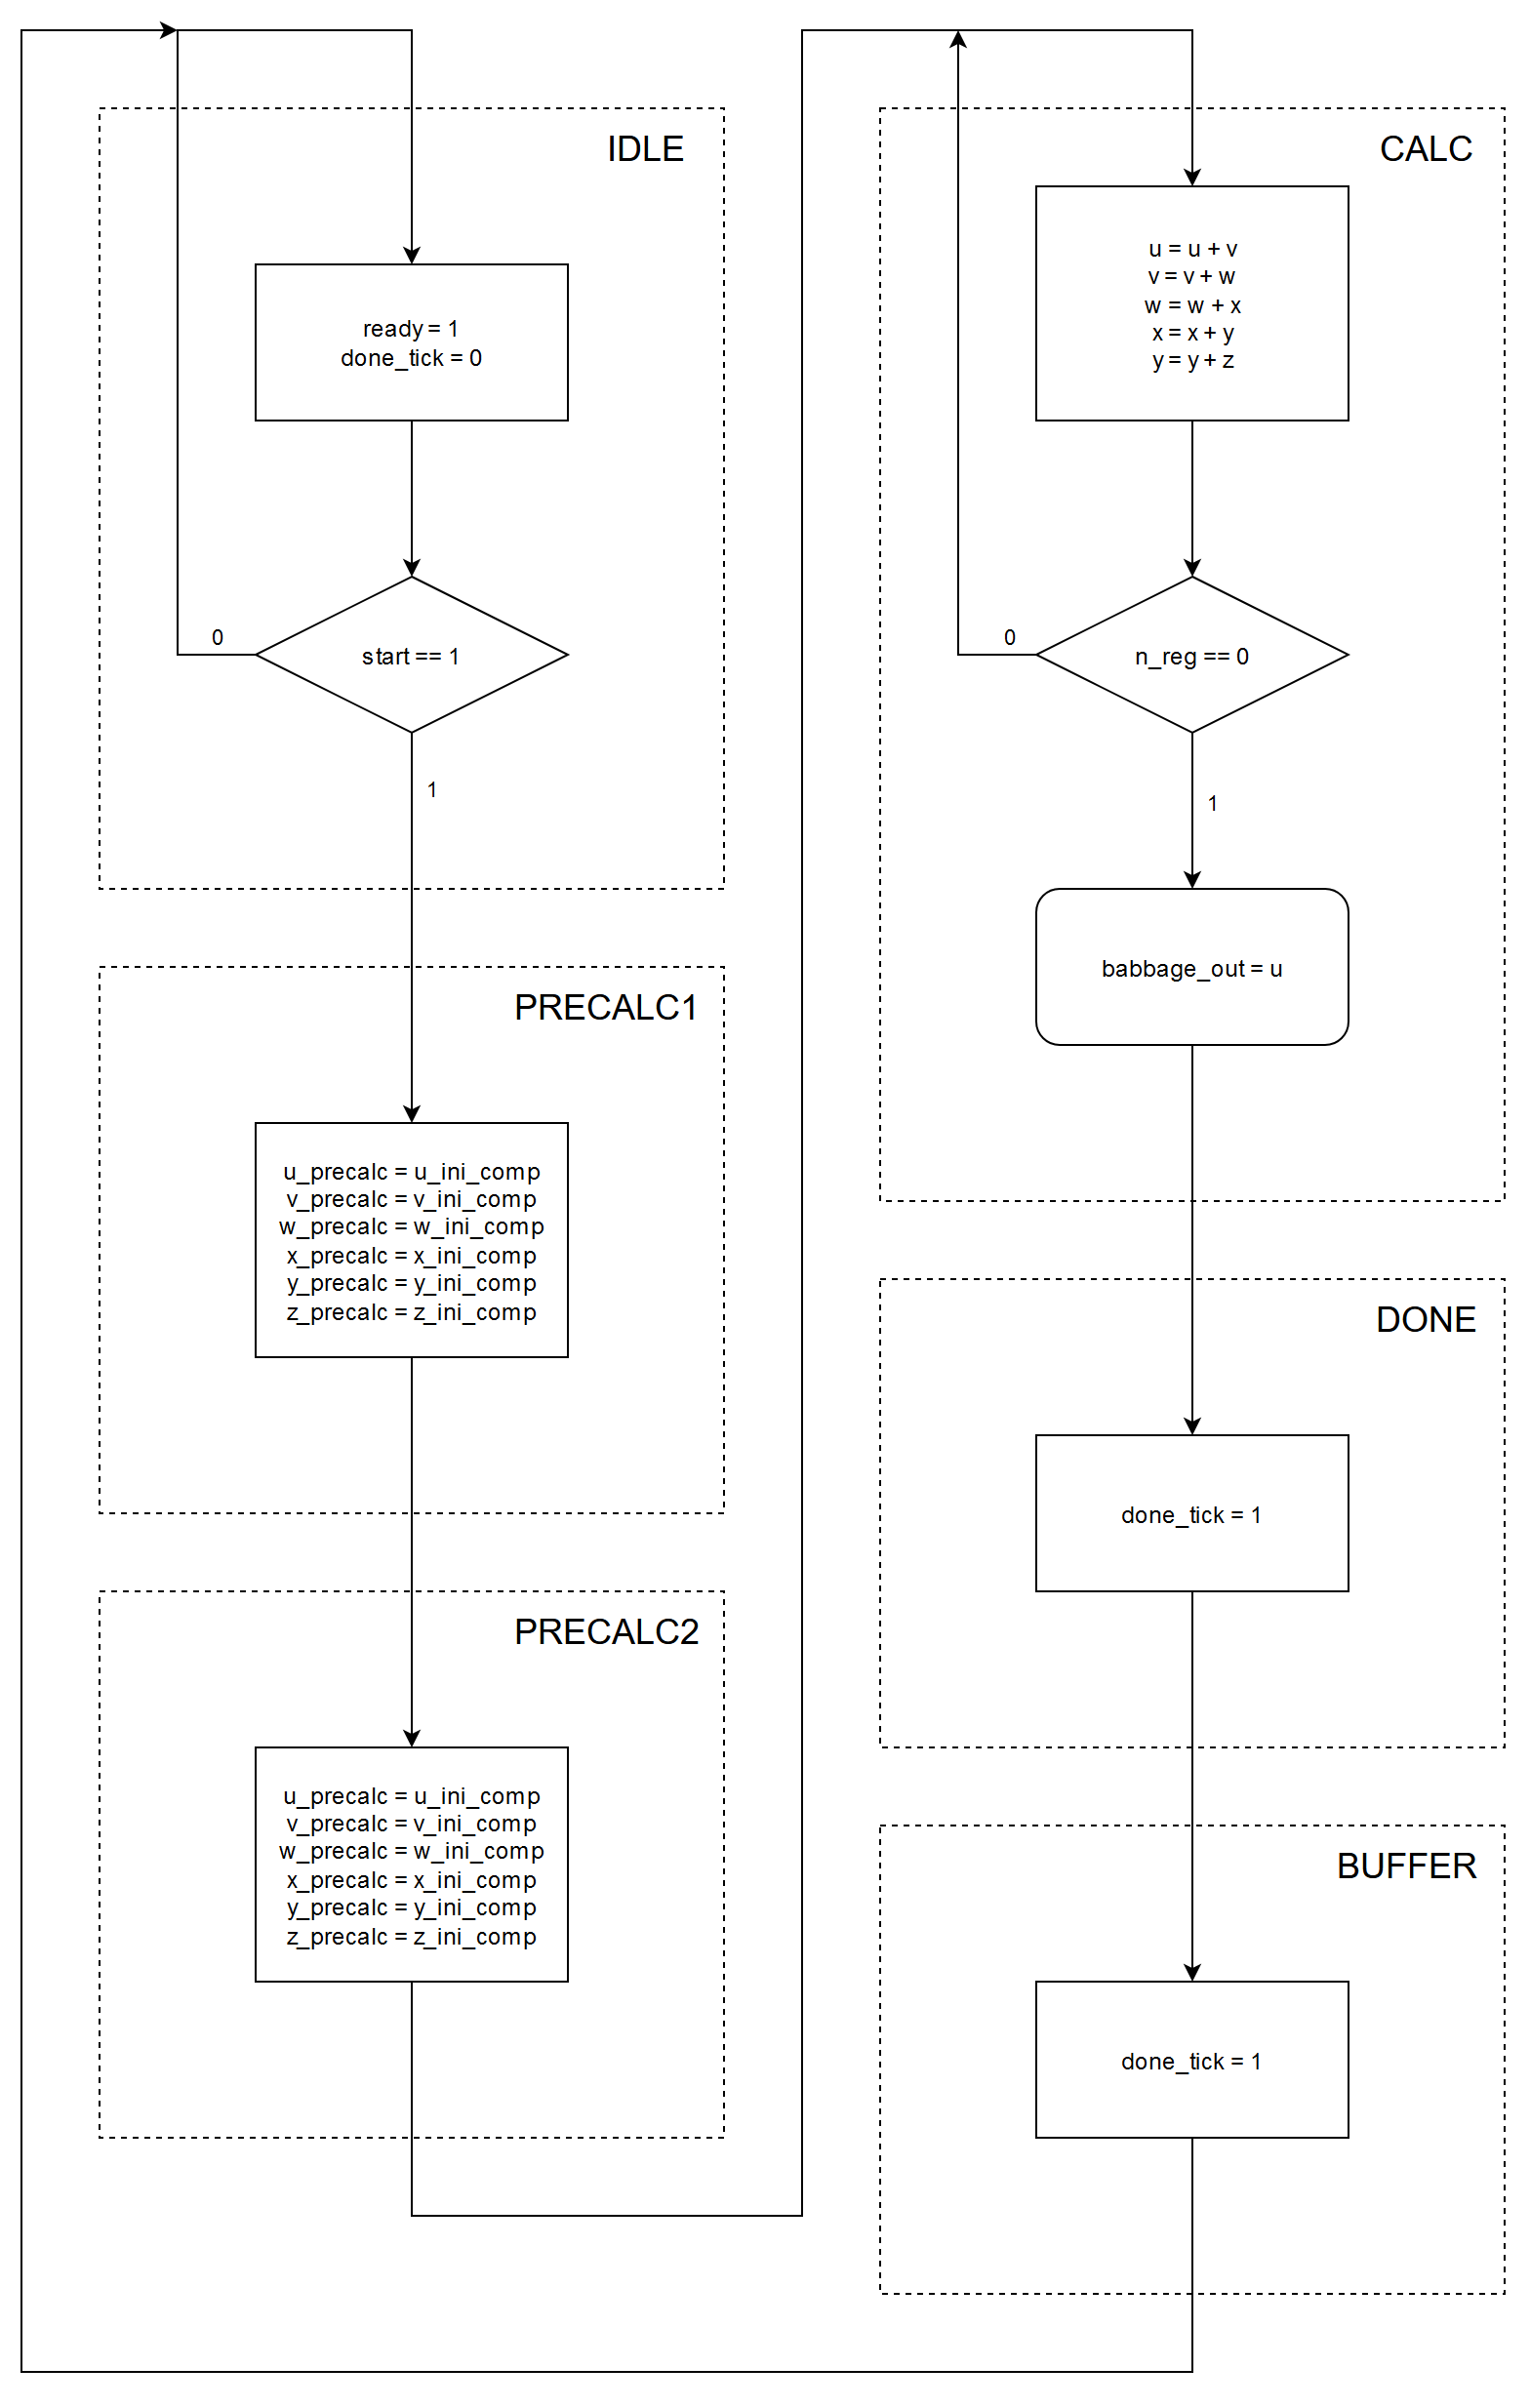 IDLE
ready = 1
done_tick = 0
start == 1
0
1
PRECALC1
u_precalc = u_ini_comp
v_precalc = v_ini_comp
w_precalc = w_ini_comp
x_precalc = x_ini_comp
y_precalc = y_ini_comp
z_precalc = z_ini_comp
PRECALC2
u_precalc = u_ini_comp
v_precalc = v_ini_comp
w_precalc = w_ini_comp
x_precalc = x_ini_comp
y_precalc = y_ini_comp
z_precalc = z_ini_comp
CALC
u = u + v
v = v + w
w = w + x
x = x + y
y = y + z
n_reg == 0
0
1
babbage_out = u
DONE
done_tick = 1
BUFFER
done_tick = 1